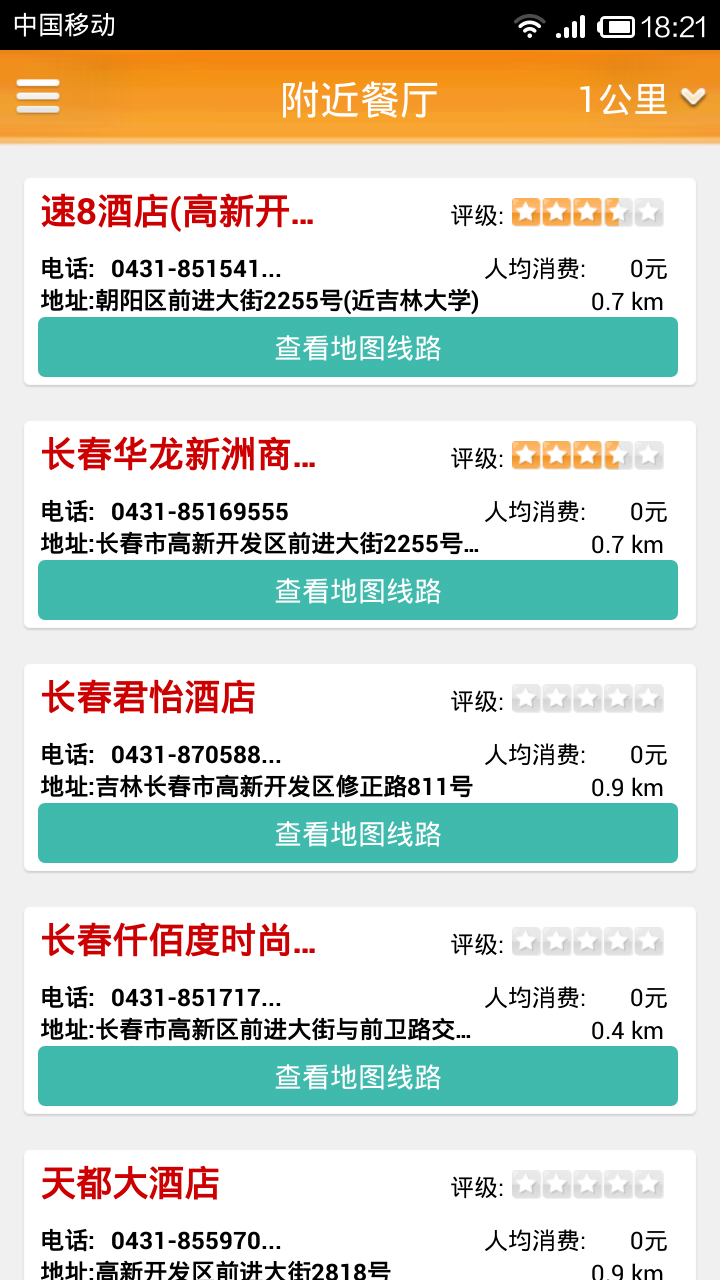 中国移动 18:21
附近餐厅 1公里
速8酒店(高新开... 评级:
电话: 0431-851541... 人均消费: 0元
地址:朝阳区前进大街2255号(近吉林大学) 0.7 km
查看地图线路
长春华龙新洲商... 评级:
电话: 0431-85169555 人均消费: 0元
地址:长春市高新开发区前进大街2255号... 0.7 km
查看地图线路
长春君怡酒店 评级:
电话: 0431-870588... 人均消费: 0元
地址:吉林长春市高新开发区修正路811号 0.9 km
查看地图线路
长春仟佰度时尚... 评级:
电话: 0431-851717... 人均消费: 0元
地址:长春市高新区前进大街与前卫路交... 0.4 km
查看地图线路
天都大酒店 评级:
电话: 0431-855970... 人均消费: 0元
地址:高新开发区前进大街2818号 0.9 km